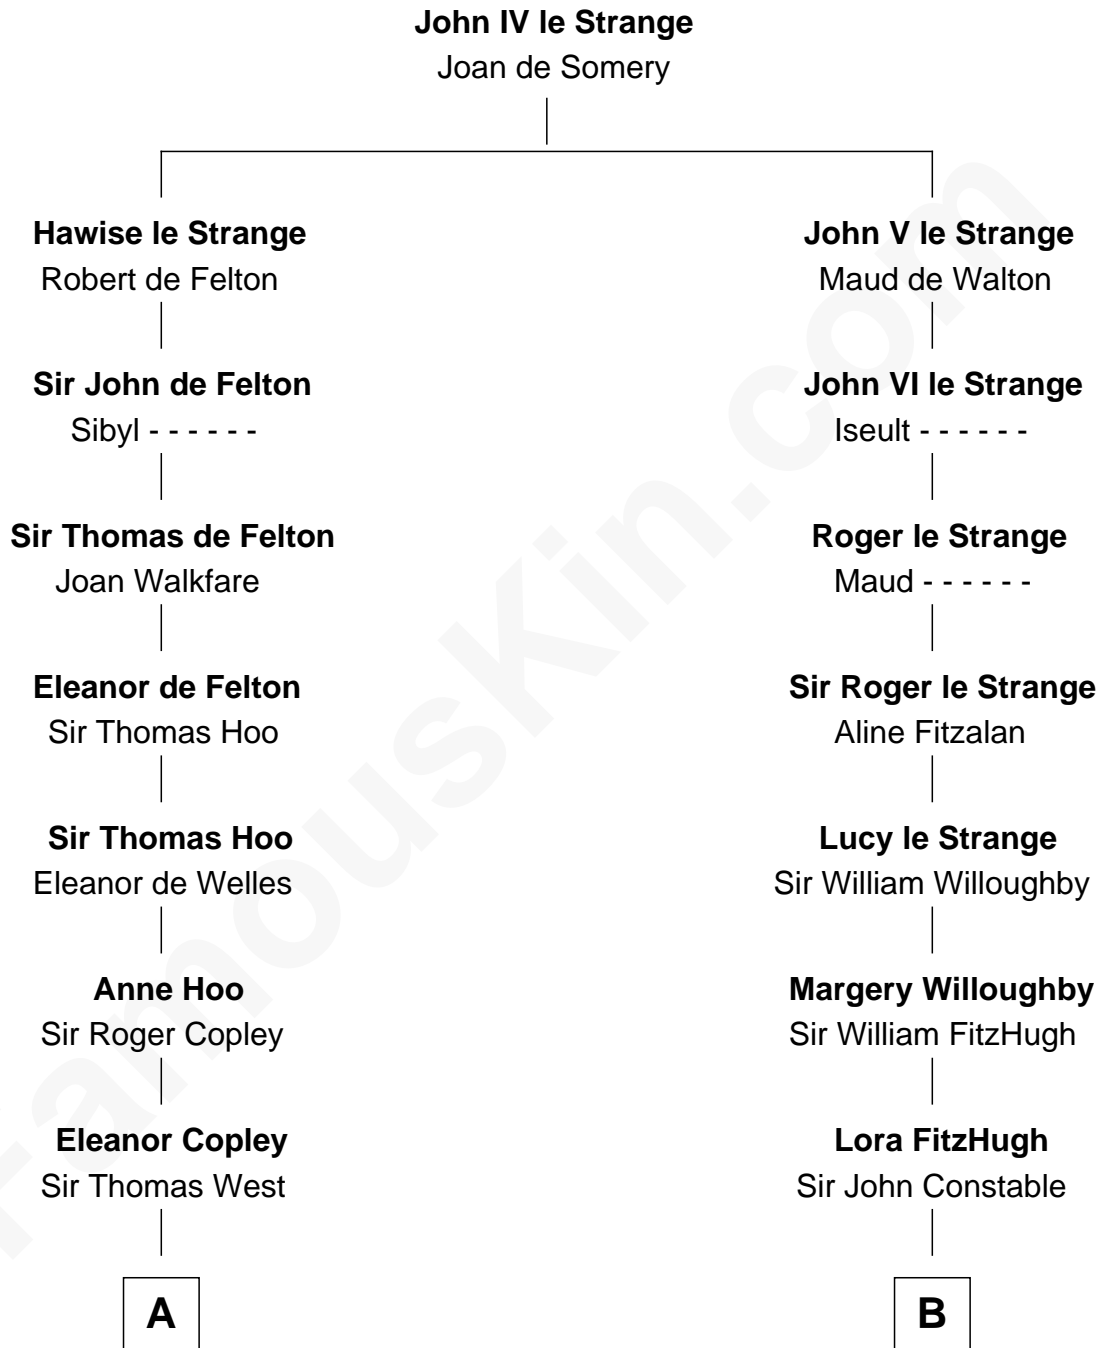 John IV le Strange
Joan de Somery
Hawise le Strange
Robert de Felton
John V le Strange
Maud de Walton
Sir John de Felton
Sibyl - - - - - -
John VI le Strange
Iseult - - - - - -
Sir Thomas de Felton
Joan Walkfare
Roger le Strange
Maud - - - - - -
Eleanor de Felton
Sir Thomas Hoo
Sir Roger le Strange
Aline Fitzalan
Sir Thomas Hoo
Eleanor de Welles
Lucy le Strange
Sir William Willoughby
Anne Hoo
Sir Roger Copley
Margery Willoughby
Sir William FitzHugh
Eleanor Copley
Sir Thomas West
Lora FitzHugh
Sir John Constable
A
B
FamousKin.com